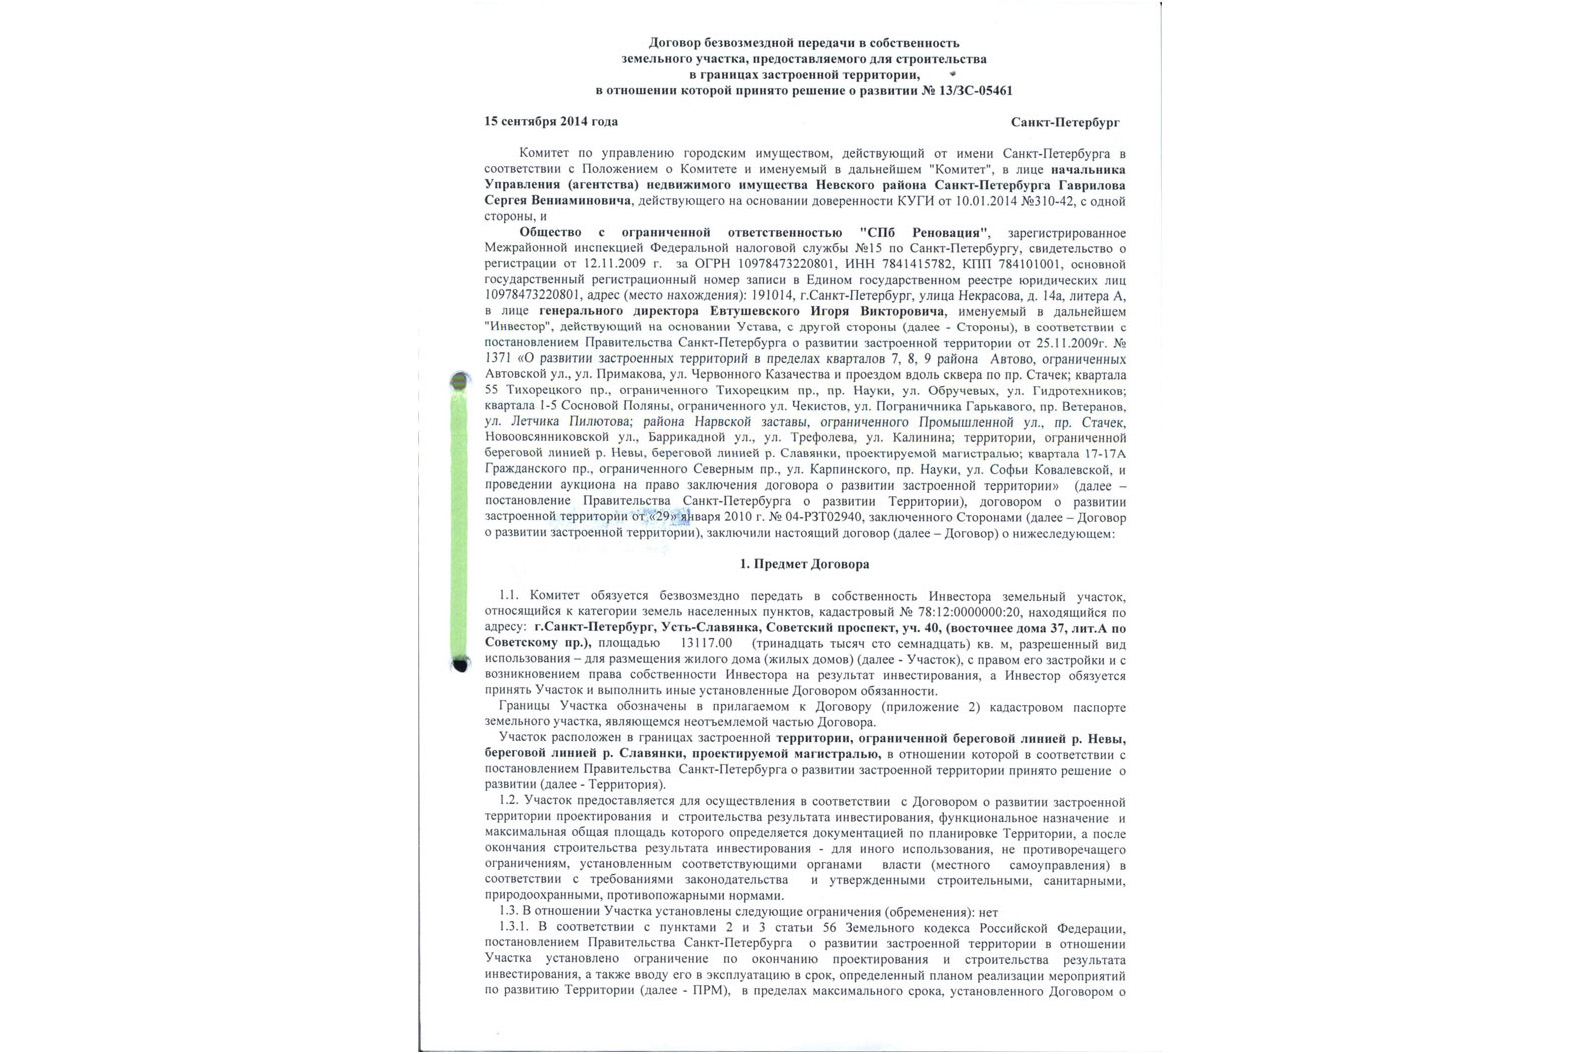 Договор безвозмездной передачи в собственность
земельного участка, предоставляемого для строительства
в границах застроенной территории,
в отношении которой принято решение о развитии № 13/ЗС-05461
15 сентября 2014 года Санкт-Петербург
Комитет по управлению городским имуществом, действующий от имени Санкт-Петербурга в
соответствии с Положением о Комитете и именуемый в дальнейшем "Комитет", в лице начальника
Управления (агентства) недвижимого имущества Невского района Санкт-Петербурга Гаврилова
Сергея Вениаминовича, действующего на основании доверенности КУГИ от 10.01.2014 №310-42, с одной
стороны, и
Общество с ограниченной ответственностью "СПб Реновация", зарегистрированное
Межрайонной инспекцией Федеральной налоговой службы №15 по Санкт-Петербургу, свидетельство о
регистрации от 12.11.2009 г. за ОГРН 10978473220801, ИНН 7841415782, КПП 784101001, основной
государственный регистрационный номер записи в Едином государственном реестре юридических лиц
10978473220801, адрес (место нахождения): 191014, г.Санкт-Петербург, улица Некрасова, д. 14а, литера А,
в лице генерального директора Евтушевского Игоря Викторовича, именуемый в дальнейшем
"Инвестор", действующий на основании Устава, с другой стороны (далее - Стороны), в соответствии с
постановлением Правительства Санкт-Петербурга о развитии застроенной территории от 25.11.2009г. №
1371 «О развитии застроенных территорий в пределах кварталов 7, 8, 9 района Автово, ограниченных
Автовской ул., ул. Примакова, ул. Червонного Казачества и проездом вдоль сквера по пр. Стачек; квартала
55 Тихорецкого пр., ограниченного Тихорецким пр., пр. Науки, ул. Обручевых, ул. Гидротехников;
квартала 1-5 Сосновой Поляны, ограниченного ул. Чекистов, ул. Пограничника Гарькавого, пр. Ветеранов,
ул. Летчика Пилютова; района Нарвской заставы, ограниченного Промышленной ул., пр. Стачек,
Новоовсянниковской ул., Баррикадной ул., ул. Трефолева, ул. Калинина; территории, ограниченной
береговой линией р. Невы, береговой линией р. Славянки, проектируемой магистралью; квартала 17-17А
Гражданского пр., ограниченного Северным пр., ул. Карпинского, пр. Науки, ул. Софьи Ковалевской, и
проведении аукциона на право заключения договора о развитии застроенной территории» (далее –
постановление Правительства Санкт-Петербурга о развитии Территории), договором о развитии
застроенной территории от «29» января 2010 г. № 04-РЗТ02940, заключенного Сторонами (далее – Договор
о развитии застроенной территории), заключили настоящий договор (далее – Договор) о нижеследующем:
1. Предмет Договора
1.1. Комитет обязуется безвозмездно передать в собственность Инвестора земельный участок,
относящийся к категории земель населенных пунктов, кадастровый № 78:12:0000000:20, находящийся по
адресу: г.Санкт-Петербург, Усть-Славянка, Советский проспект, уч. 40, (восточнее дома 37, лит.А по
Советскому пр.), площадью 13117.00 (тринадцать тысяч сто семнадцать) кв. м, разрешенный вид
использования – для размещения жилого дома (жилых домов) (далее - Участок), с правом его застройки и с
возникновением права собственности Инвестора на результат инвестирования, а Инвестор обязуется
принять Участок и выполнить иные установленные Договором обязанности.
Границы Участка обозначены в прилагаемом к Договору (приложение 2) кадастровом паспорте
земельного участка, являющемся неотъемлемой частью Договора.
Участок расположен в границах застроенной территории, ограниченной береговой линией р. Невы,
береговой линией р. Славянки, проектируемой магистралью, в отношении которой в соответствии с
постановлением Правительства Санкт-Петербурга о развитии застроенной территории принято решение о
развитии (далее - Территория).
1.2. Участок предоставляется для осуществления в соответствии с Договором о развитии застроенной
территории проектирования и строительства результата инвестирования, функциональное назначение и
максимальная общая площадь которого определяется документацией по планировке Территории, а после
окончания строительства результата инвестирования - для иного использования, не противоречащего
ограничениям, установленным соответствующими органами власти (местного самоуправления) в
соответствии с требованиями законодательства и утвержденными строительными, санитарными,
природоохранными, противопожарными нормами.
1.3. В отношении Участка установлены следующие ограничения (обременения): нет
1.3.1. В соответствии с пунктами 2 и 3 статьи 56 Земельного кодекса Российской Федерации,
постановлением Правительства Санкт-Петербурга о развитии застроенной территории в отношении
Участка установлено ограничение по окончанию проектирования и строительства результата
инвестирования, а также вводу его в эксплуатацию в срок, определенный планом реализации мероприятий
по развитию Территории (далее - ПРМ), в пределах максимального срока, установленного Договором о